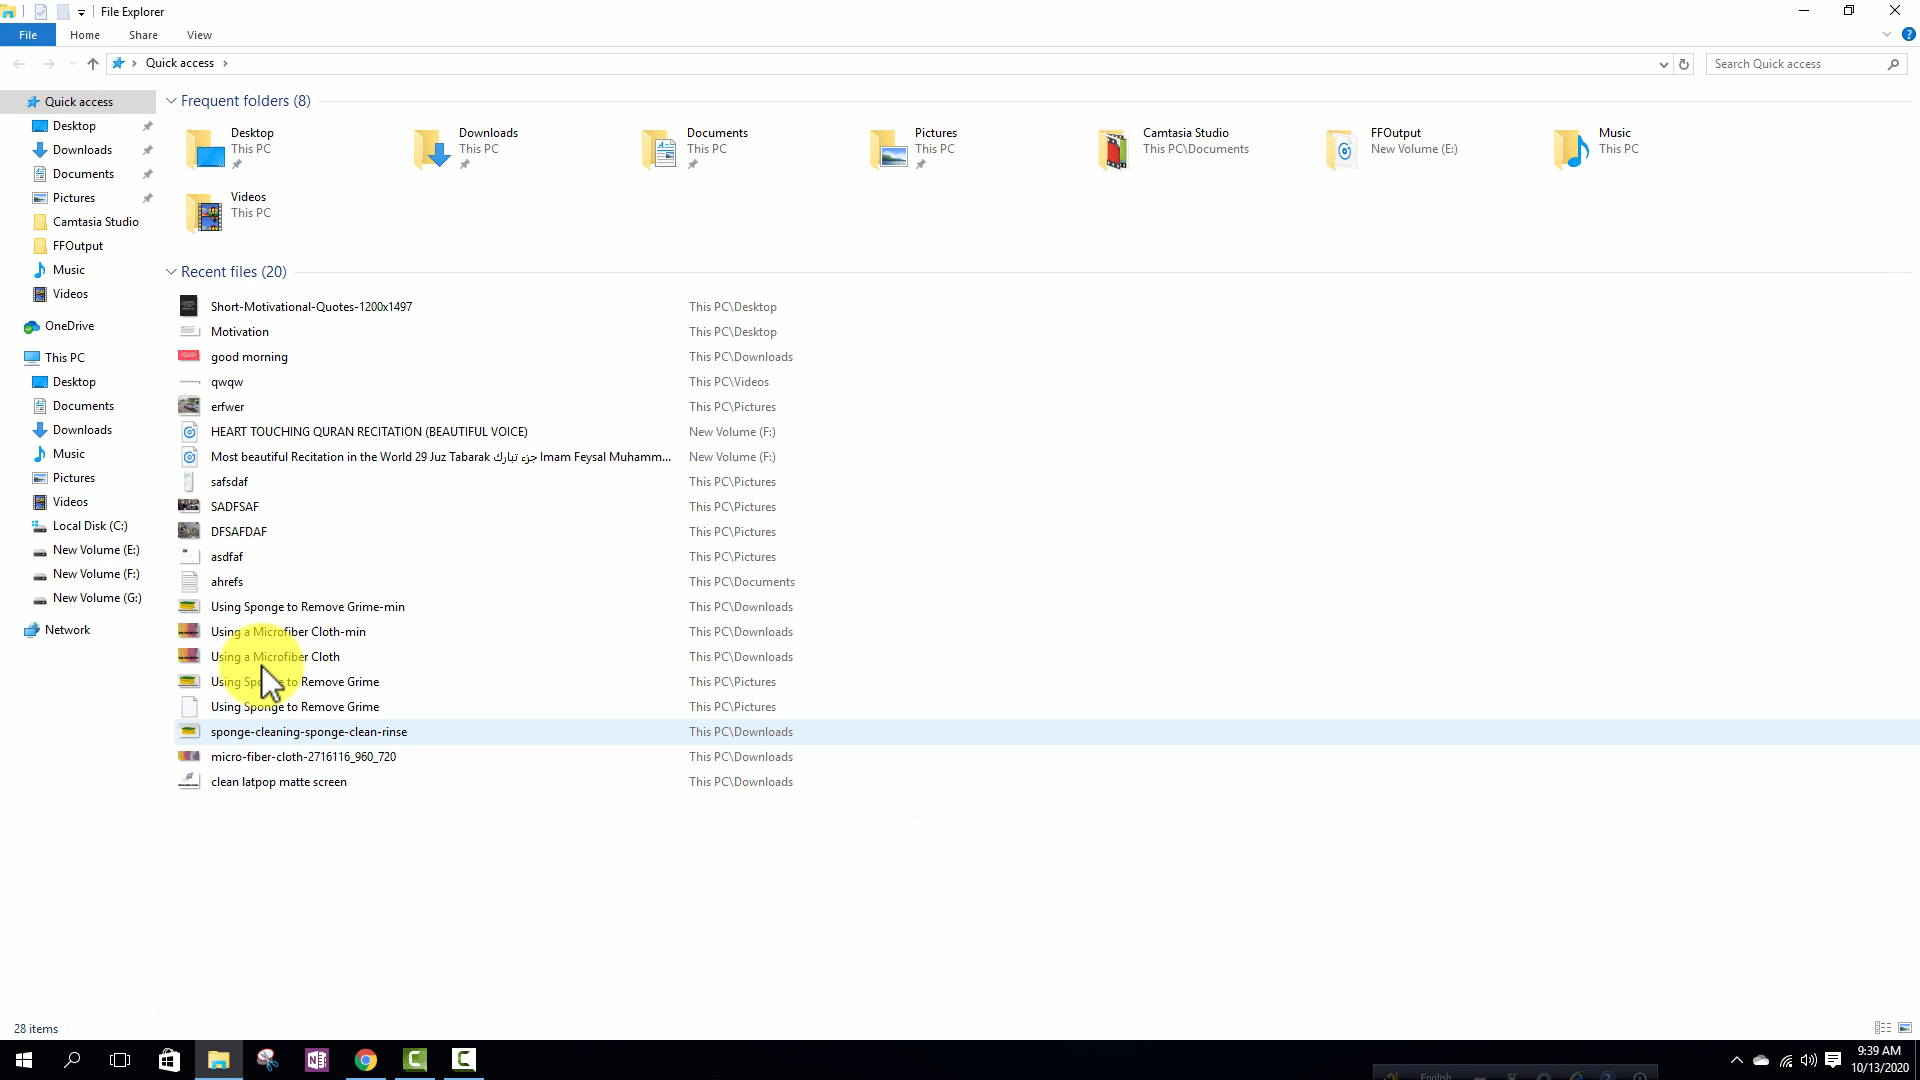 File Explorer
File Home Share View
Quick access Search Quick access
Quick access
Desktop
Downloads
Documents
Pictures
Camtasia Studio
FFOutput
Music
Videos
OneDrive
This PC
Desktop
Documents
Downloads
Music
Pictures
Videos
Local Disk (C:)
New Volume (E:)
New Volume (F:)
New Volume (G:)
Network
Frequent folders (8)
Desktop
This PC
Downloads
This PC
Documents
This PC
Pictures
This PC
Camtasia Studio
This PC\Documents
FFOutput
New Volume (E:)
Music
This PC
Videos
This PC
Recent files (20)
Short-Motivational-Quotes-1200x1497 This PC\Desktop
Motivation This PC\Desktop
good morning This PC\Downloads
qwqw This PC\Videos
erfwer This PC\Pictures
HEART TOUCHING QURAN RECITATION (BEAUTIFUL VOICE) New Volume (F:)
Most beautiful Recitation in the World 29 Juz Tabarak جزء تبارك Imam Feysal Muhamm... New Volume (F:)
safsdaf This PC\Pictures
SADFSAF This PC\Pictures
DFSAFDAF This PC\Pictures
asdfaf This PC\Pictures
ahrefs This PC\Documents
Using Sponge to Remove Grime-min This PC\Downloads
Using a Microfiber Cloth-min This PC\Downloads
Using a Microfiber Cloth This PC\Downloads
Using Sponge to Remove Grime This PC\Pictures
Using Sponge to Remove Grime This PC\Pictures
sponge-cleaning-sponge-clean-rinse This PC\Downloads
micro-fiber-cloth-2716116_960_720 This PC\Downloads
clean latpop matte screen This PC\Downloads
28 items
English
9:39 AM
10/13/2020